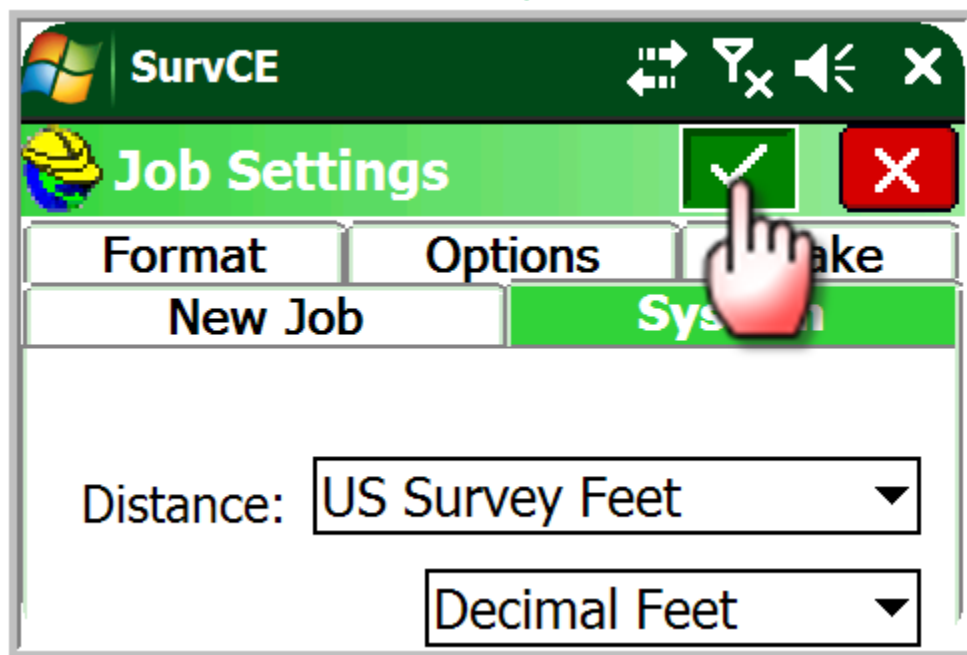 SurvCE
Job Settings
Format Options
New Job
Distance: US Survey Feet
Decimal Feet